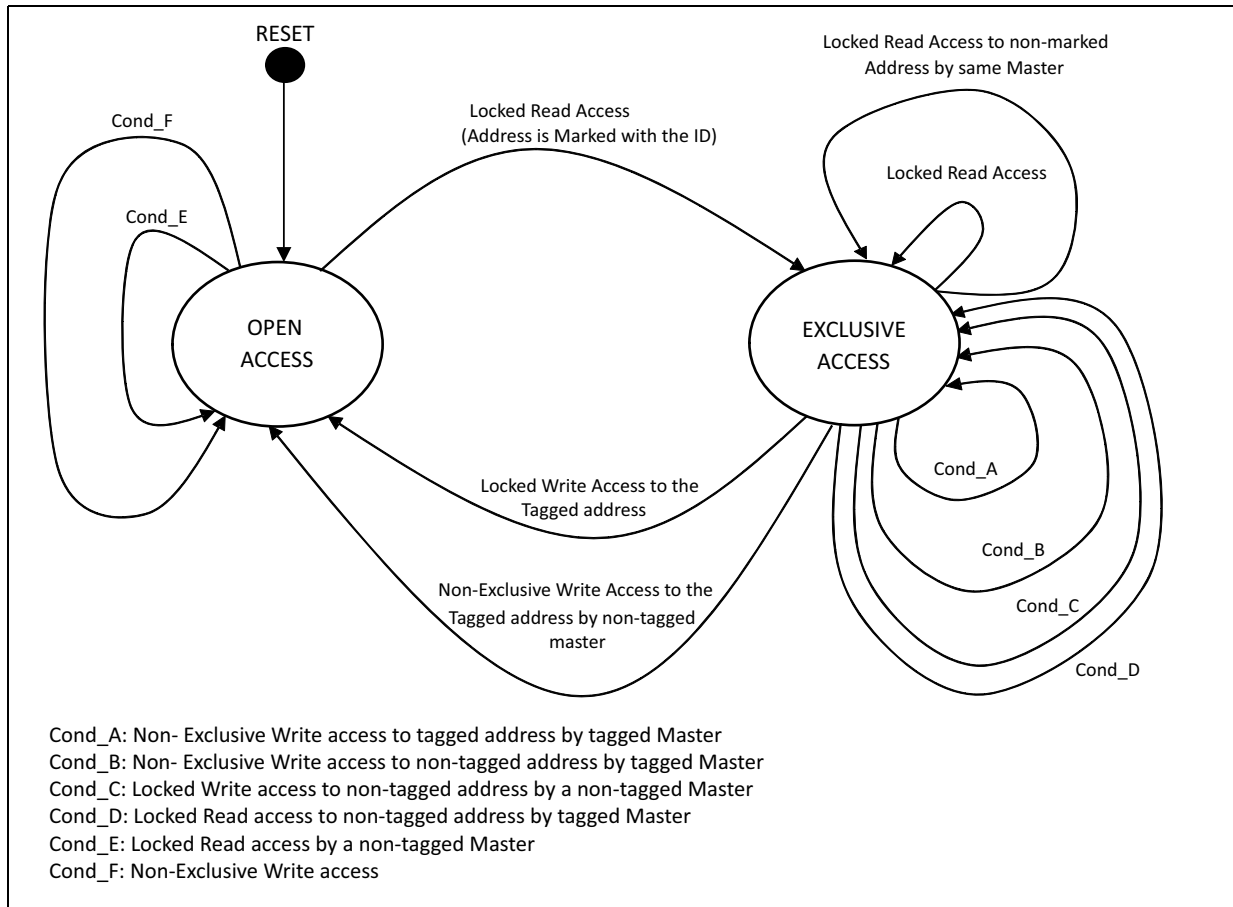 RESET
Locked Read Access to non-marked
Address by same Master
Cond_F
Locked Read Access
(Address is Marked with the ID)
Locked Read Access
Cond_E
OPEN
ACCESS
EXCLUSIVE
ACCESS
Cond_A
Locked Write Access to the
Tagged address
Cond_B
Non-Exclusive Write Access to the
Tagged address by non-tagged
master
Cond_C
Cond_D
Cond_A: Non- Exclusive Write access to tagged address by tagged Master
Cond_B: Non- Exclusive Write access to non-tagged address by tagged Master
Cond_C: Locked Write access to non-tagged address by a non-tagged Master
Cond_D: Locked Read access to non-tagged address by tagged Master
Cond_E: Locked Read access by a non-tagged Master
Cond_F: Non-Exclusive Write access